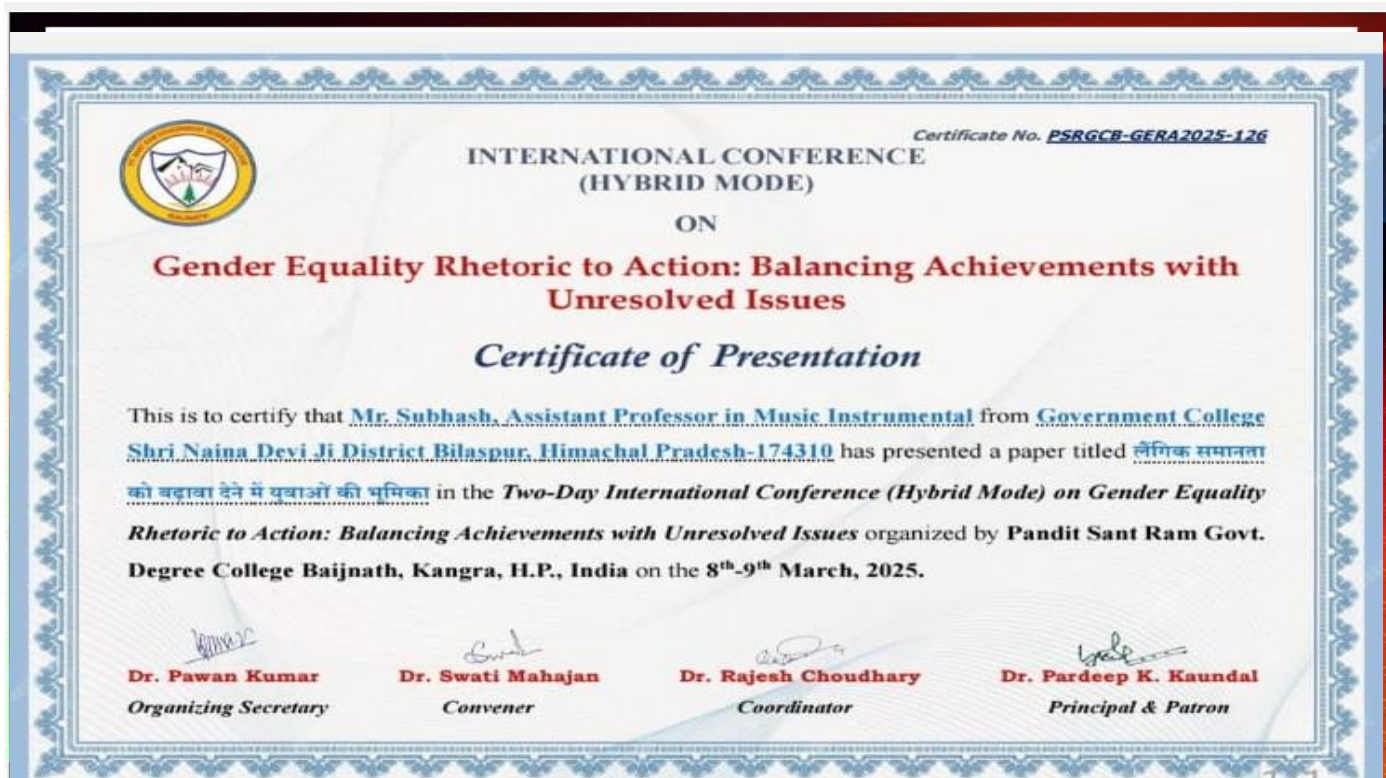 Certificate No. PSRGCB-GERA2025-126
INTERNATIONAL CONFERENCE
(HYBRID MODE)
ON
Gender Equality Rhetoric to Action: Balancing Achievements with
Unresolved Issues
Certificate of Presentation
This is to certify that Mr. Subhash, Assistant Professor in Music Instrumental from Government College
Shri Naina Devi Ji District Bilaspur, Himachal Pradesh-174310 has presented a paper titled लैंगिक समानता
को बढ़ावा देने में युवाओं की भूमिका in the Two-Day International Conference (Hybrid Mode) on Gender Equality
Rhetoric to Action: Balancing Achievements with Unresolved Issues organized by Pandit Sant Ram Govt.
Degree College Baijnath, Kangra, H.P., India on the 8th-9th March, 2025.
Dr. Pawan Kumar Dr. Swati Mahajan Dr. Rajesh Choudhary Dr. Pardeep K. Kaundal
Organizing Secretary Convener Coordinator Principal & Patron